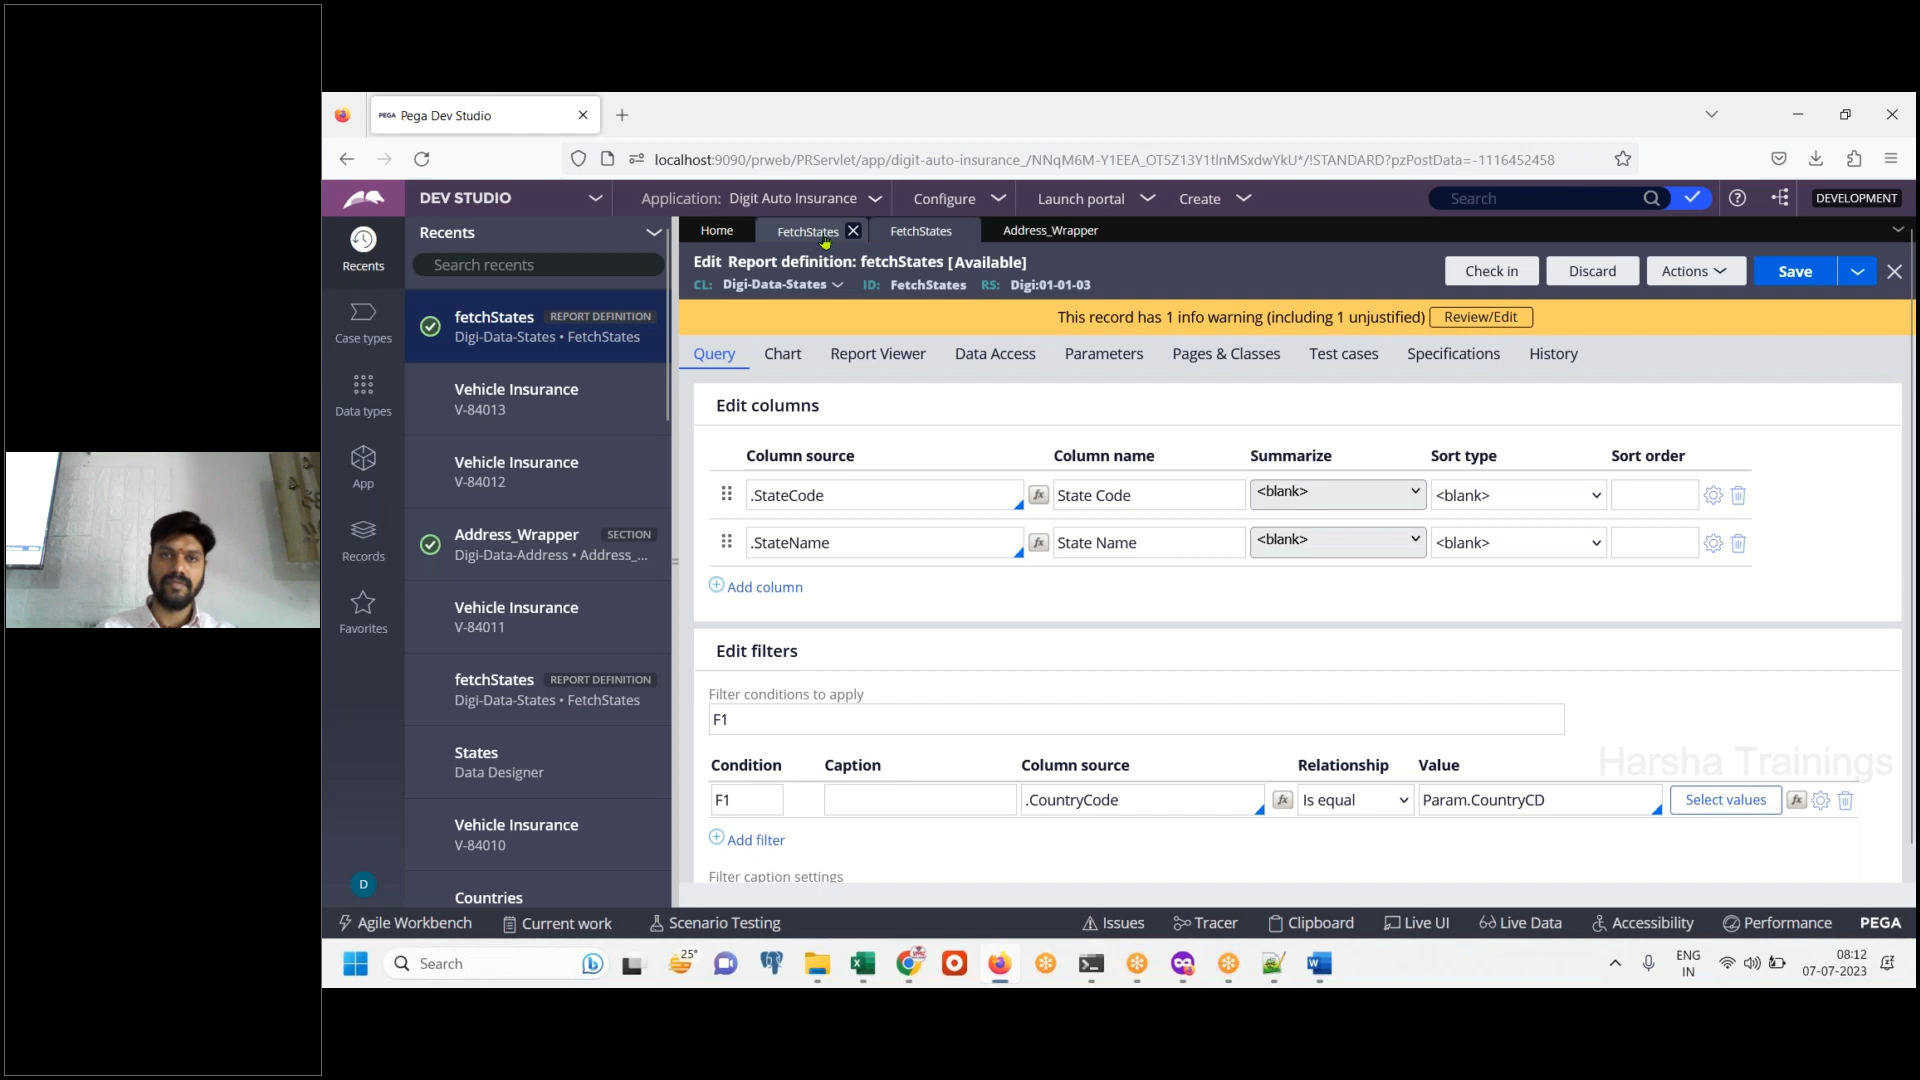 PEGA Pega Dev Studio
localhost:9090/prweb/PRServlet/app/digit-auto-insurance_/NNqM6M-Y1EEA_OT5Z13Y1tlnMSxdwYkU*/!STANDARD?pzPostData=-1116452458
DEV STUDIO
Application: Digit Auto Insurance
Configure
Launch portal
Create
Search
DEVELOPMENT
Recents
Case types
Data types
App
Records
Favorites
D
Recents
Search recents
fetchStates REPORT DEFINITION
Digi-Data-States • FetchStates
Vehicle Insurance
V-84013
Vehicle Insurance
V-84012
Address_Wrapper SECTION
Digi-Data-Address • Address_...
Vehicle Insurance
V-84011
fetchStates REPORT DEFINITION
Digi-Data-States • FetchStates
States
Data Designer
Vehicle Insurance
V-84010
Countries
Home FetchStates FetchStates Address_Wrapper
Edit Report definition: fetchStates [Available]
CL: Digi-Data-States ID: FetchStates RS: Digi:01-01-03
Check in Discard Actions Save
This record has 1 info warning (including 1 unjustified) Review/Edit
Query Chart Report Viewer Data Access Parameters Pages & Classes Test cases Specifications History
Edit columns
Column source Column name Summarize Sort type Sort order
.StateCode fx State Code <blank> <blank>
.StateName fx State Name <blank> <blank>
Add column
Edit filters
Filter conditions to apply
F1
Harsha Trainings
Condition Caption Column source Relationship Value
F1 .CountryCode fx Is equal Param.CountryCD Select values fx
Add filter
Filter caption settings
Agile Workbench Current work Scenario Testing Issues Tracer Clipboard Live UI Live Data Accessibility Performance PEGA
Search 25° ENG IN 08:12 07-07-2023